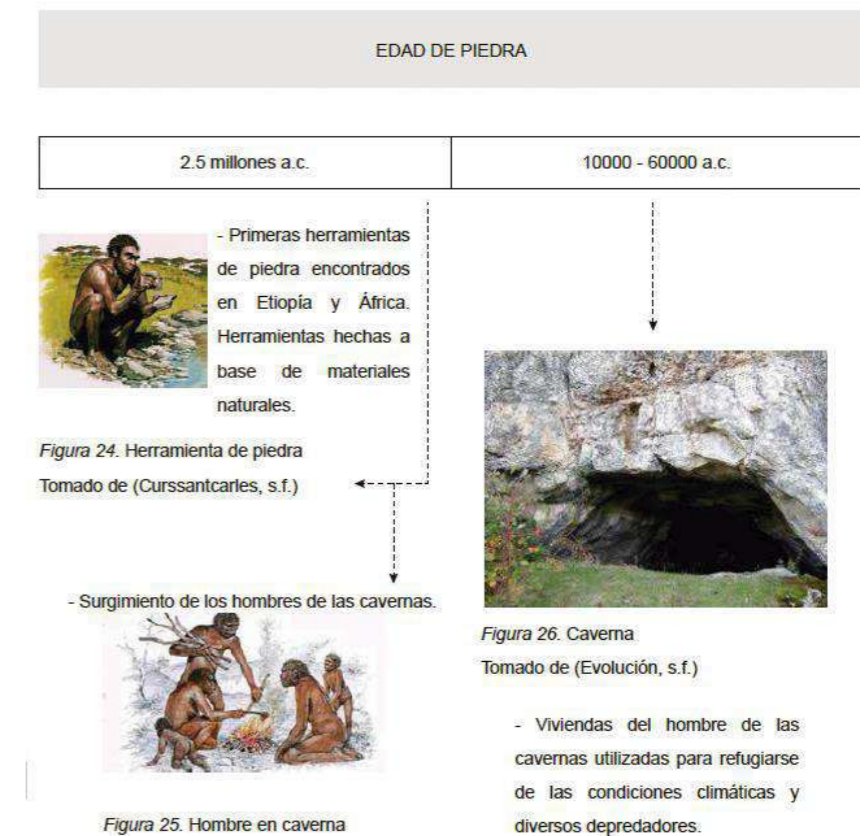 EDAD DE PIEDRA
2.5 millones a.c.
10000 - 60000 a.c.
- Primeras herramientas
de piedra encontrados
en Etiopía y África.
Herramientas hechas a
base de materiales
naturales.
Figura 24. Herramienta de piedra
Tomado de (Curssantcarles, s.f.)
- Surgimiento de los hombres de las cavernas.
Figura 25. Hombre en caverna
Figura 26. Caverna
Tomado de (Evolución, s.f.)
- Viviendas del hombre de las
cavernas utilizadas para refugiarse
de las condiciones climáticas y
diversos depredadores.